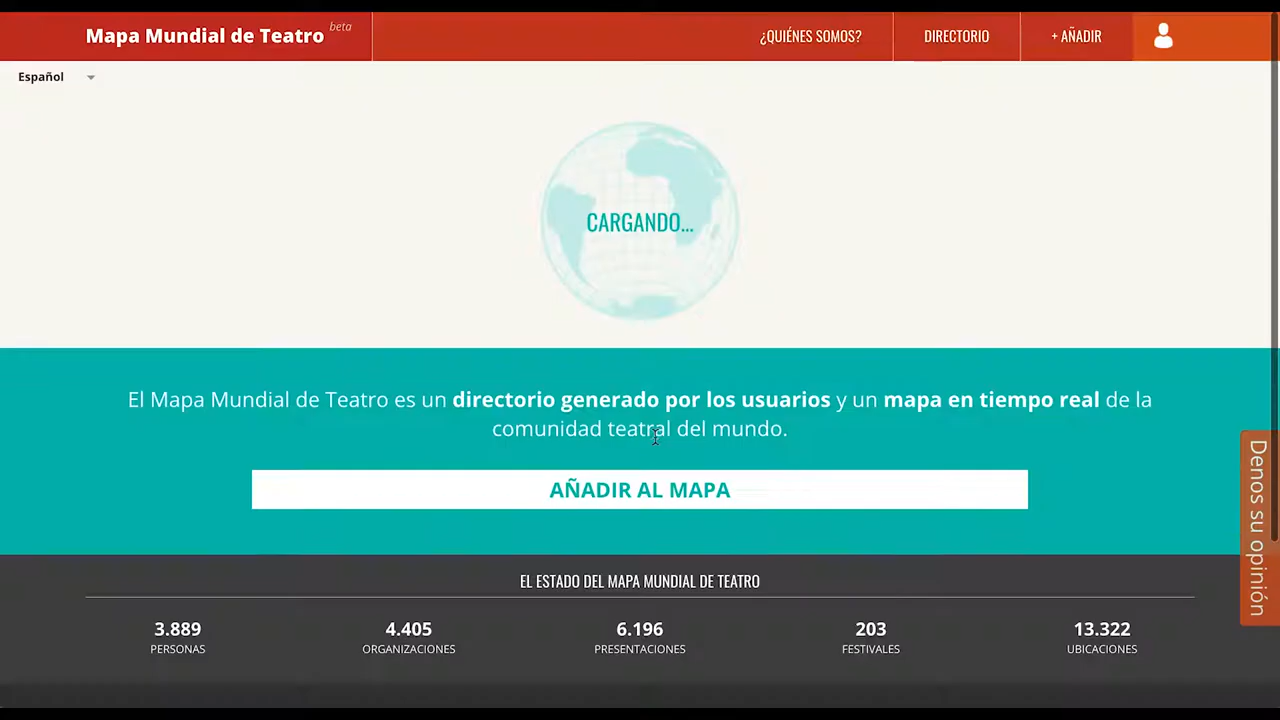 Mapa Mundial de Teatro beta
¿QUIÉNES SOMOS?
DIRECTORIO
+ AÑADIR
Español
CARGANDO...
El Mapa Mundial de Teatro es un directorio generado por los usuarios y un mapa en tiempo real de la
comunidad teatral del mundo.
AÑADIR AL MAPA
Denos su opinión
EL ESTADO DEL MAPA MUNDIAL DE TEATRO
3.889
PERSONAS
4.405
ORGANIZACIONES
6.196
PRESENTACIONES
203
FESTIVALES
13.322
UBICACIONES